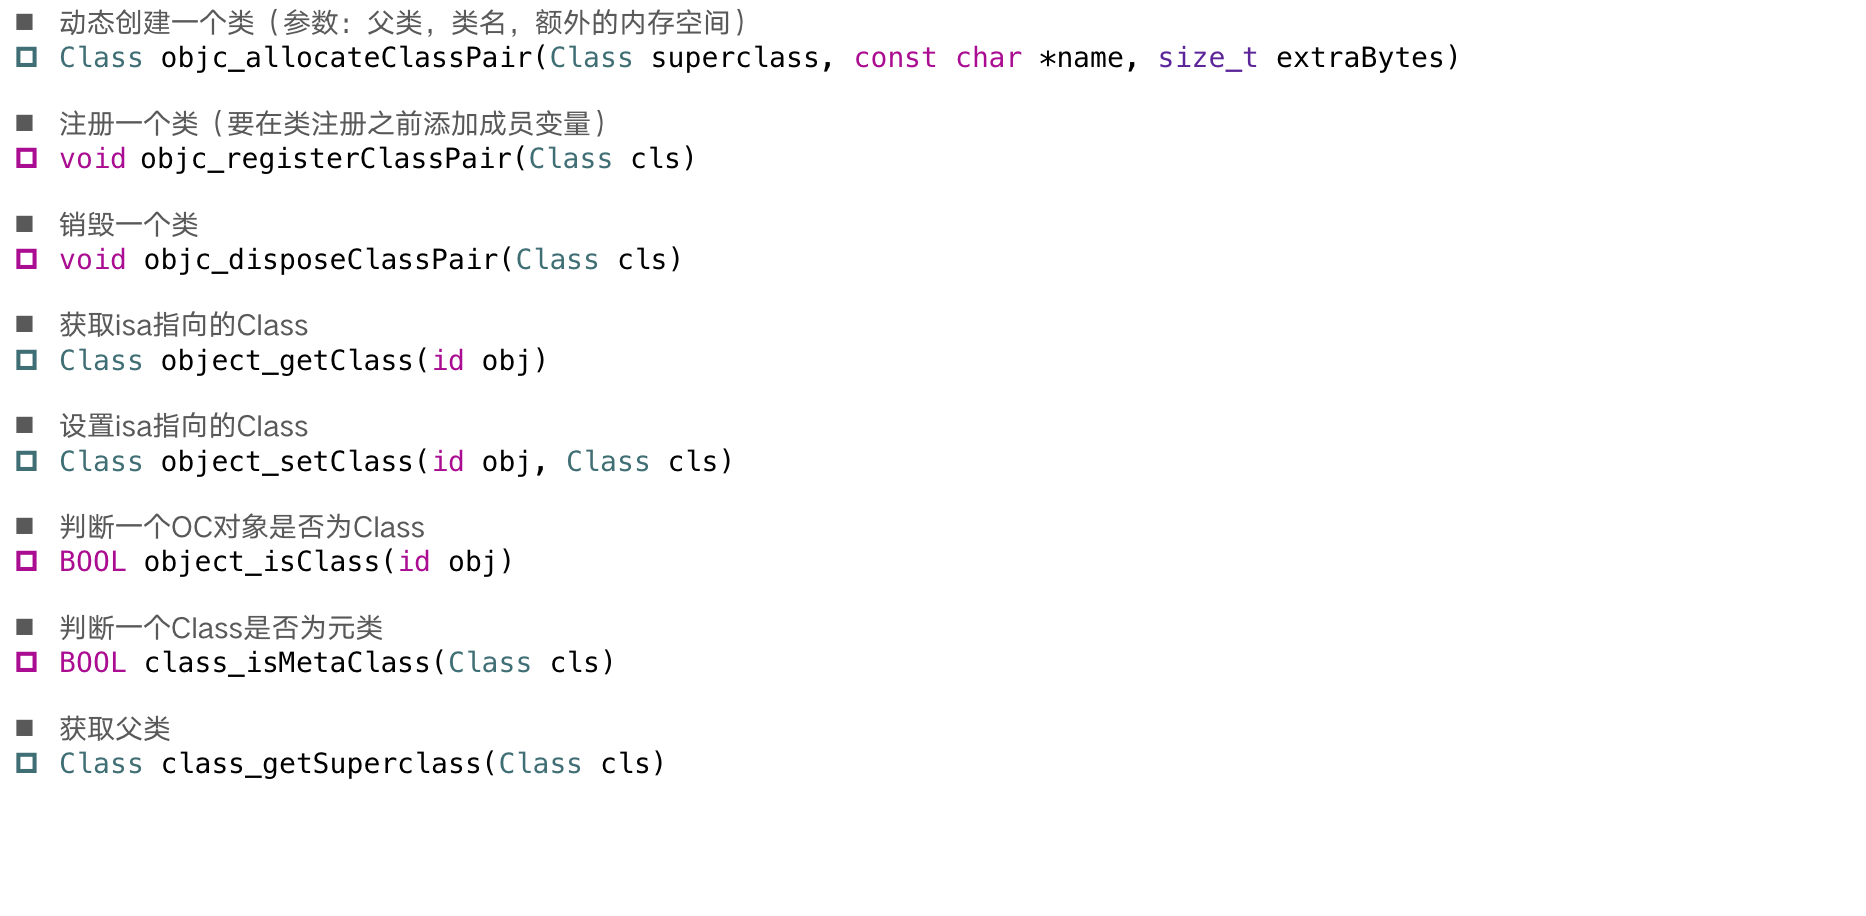 动态创建一个类（参数：父类，类名，额外的内存空间）
Class objc_allocateClassPair(Class superclass, const char *name, size_t extraBytes)
注册一个类（要在类注册之前添加成员变量）
void objc_registerClassPair(Class cls)
销毁一个类
void objc_disposeClassPair(Class cls)
获取isa指向的Class
Class object_getClass(id obj)
设置isa指向的Class
Class object_setClass(id obj, Class cls)
判断一个OC对象是否为Class
BOOL object_isClass(id obj)
判断一个Class是否为元类
BOOL class_isMetaClass(Class cls)
获取父类
Class class_getSuperclass(Class cls)